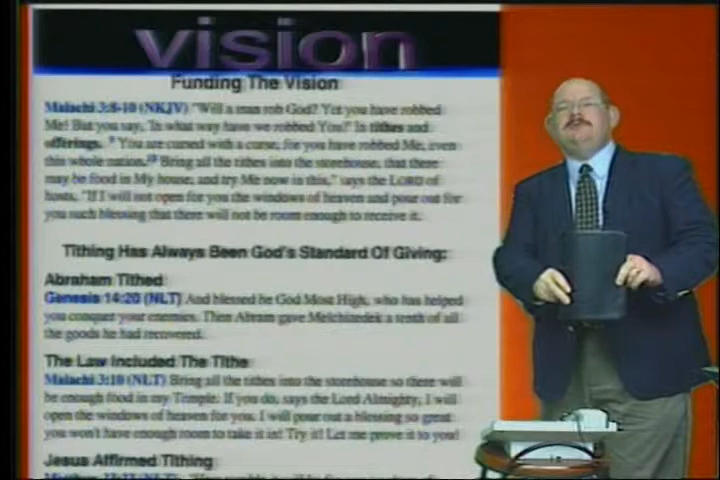 vision
Funding The Vision
Malachi 3:8-10 (NKJV) "Will a man rob God? Yet you have robbed
Me! But you say, 'In what way have we robbed You?' In tithes and
offerings. 9 You are cursed with a curse, for you have robbed Me, even
this whole nation. 10 Bring all the tithes into the storehouse, that there
may be food in My house, and try Me now in this," says the LORD of
hosts, "If I will not open for you the windows of heaven and pour out for
you such blessing that there will not be room enough to receive it.
Tithing Has Always Been God's Standard Of Giving:
Abraham Tithed
Genesis 14:20 (NLT) And blessed be God Most High, who has helped
you conquer your enemies. Then Abram gave Melchizedek a tenth of all
the goods he had recovered.
The Law Included The Tithe
Malachi 3:10 (NLT) Bring all the tithes into the storehouse so there will
be enough food in my Temple. If you do, says the Lord Almighty, I will
open the windows of heaven for you. I will pour out a blessing so great
you won't have enough room to take it in! Try it! Let me prove it to you!
Jesus Affirmed Tithing